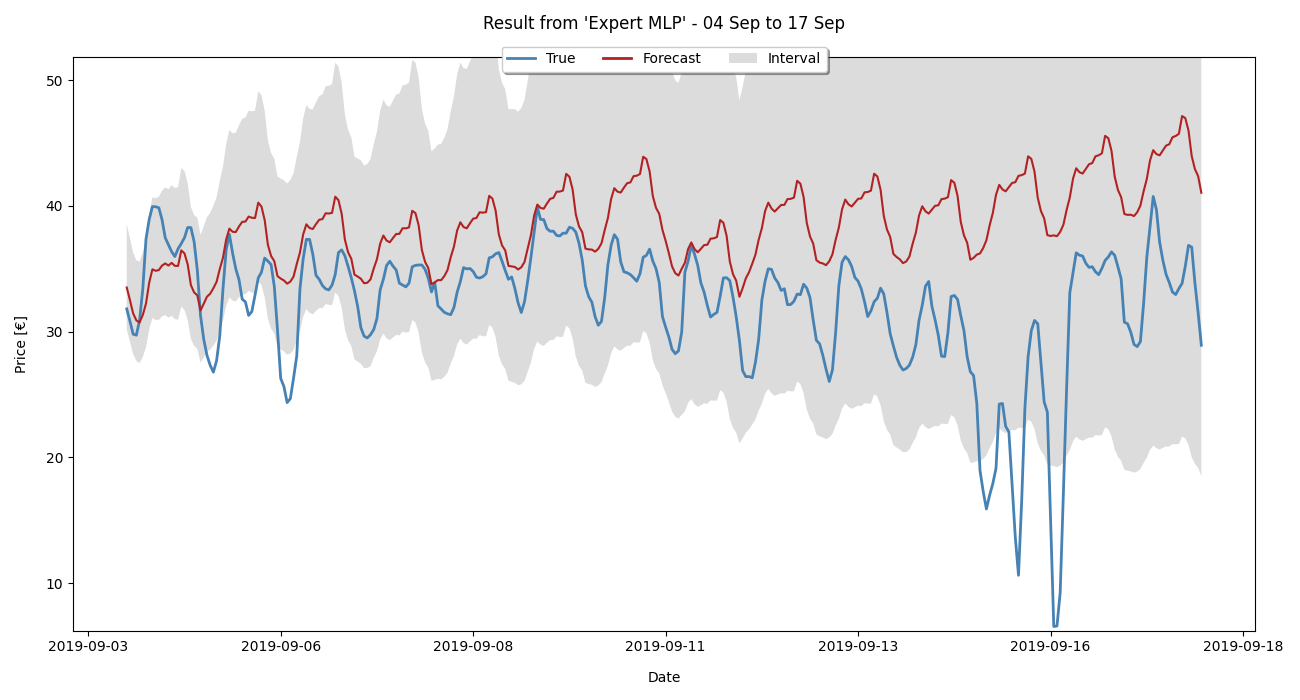 Result from 'Expert MLP' - 04 Sep to 17 Sep
True Forecast Interval
Price [€]
50
40
30
20
10
2019-09-03 2019-09-06 2019-09-08 2019-09-11 2019-09-13 2019-09-16 2019-09-18
Date